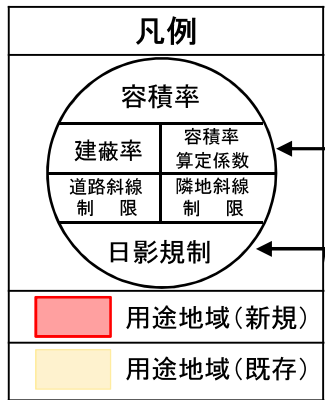 凡例
容積率
建蔽率
容積率
算定係数
道路斜線
制 限
隣地斜線
制 限
日影規制
用途地域（新規）
用途地域（既存）